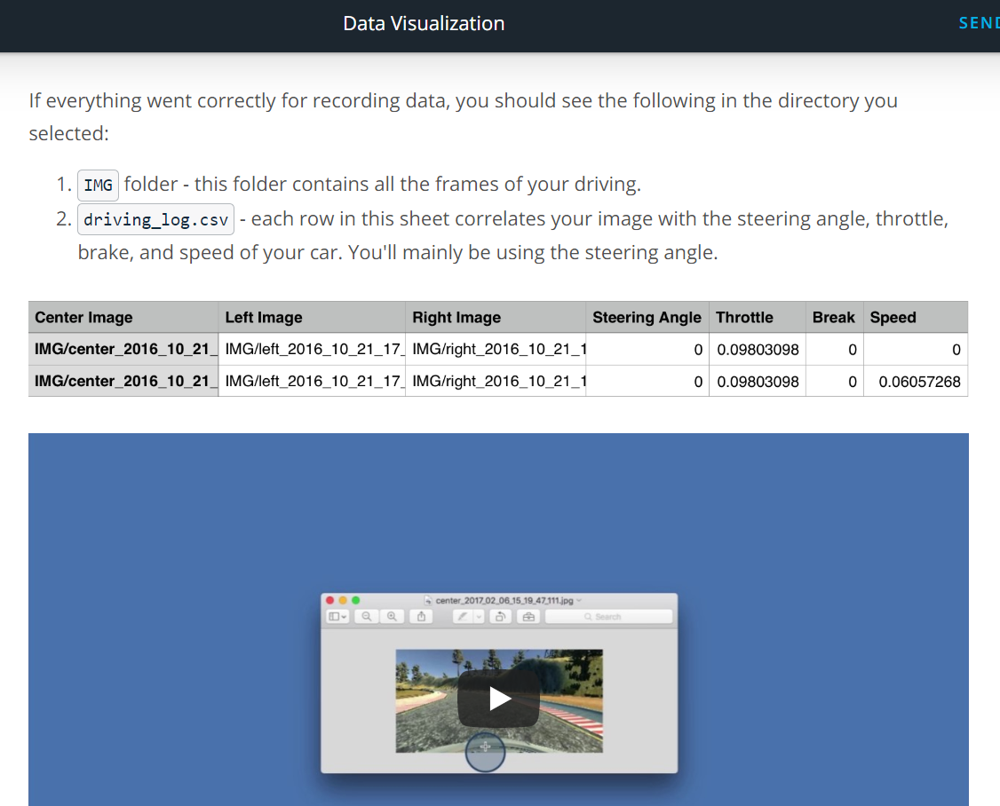 Data Visualization
SEND
If everything went correctly for recording data, you should see the following in the directory you
selected:
1. IMG folder - this folder contains all the frames of your driving.
2. driving_log.csv - each row in this sheet correlates your image with the steering angle, throttle,
brake, and speed of your car. You'll mainly be using the steering angle.
Center Image Left Image Right Image Steering Angle Throttle Break Speed
IMG/center_2016_10_21_ IMG/left_2016_10_21_17_ IMG/right_2016_10_21_1 0 0.09803098 0 0
IMG/center_2016_10_21_ IMG/left_2016_10_21_17_ IMG/right_2016_10_21_1 0 0.09803098 0 0.06057268
center_2017_02_06_15_19_47_111.jpg
Search